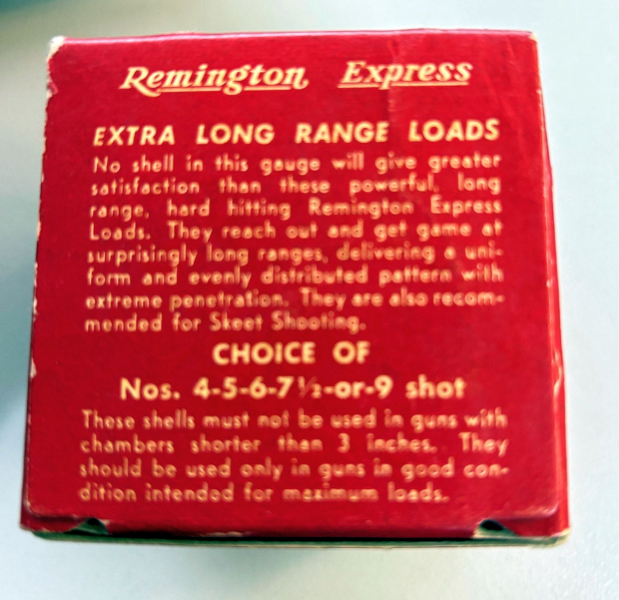 Remington Express
EXTRA LONG RANGE LOADS
No shell in this gauge will give greater
satisfaction than these powerful, long
range, hard hitting Remington Express
Loads. They reach out and get game at
surprisingly long ranges, delivering a uni-
form and evenly distributed pattern with
extreme penetration. They are also recom-
mended for Skeet Shooting.
CHOICE OF
Nos. 4-5-6-7½-or-9 shot
These shells must not be used in guns with
chambers shorter than 3 inches. They
should be used only in guns in good con-
dition intended for maximum loads.